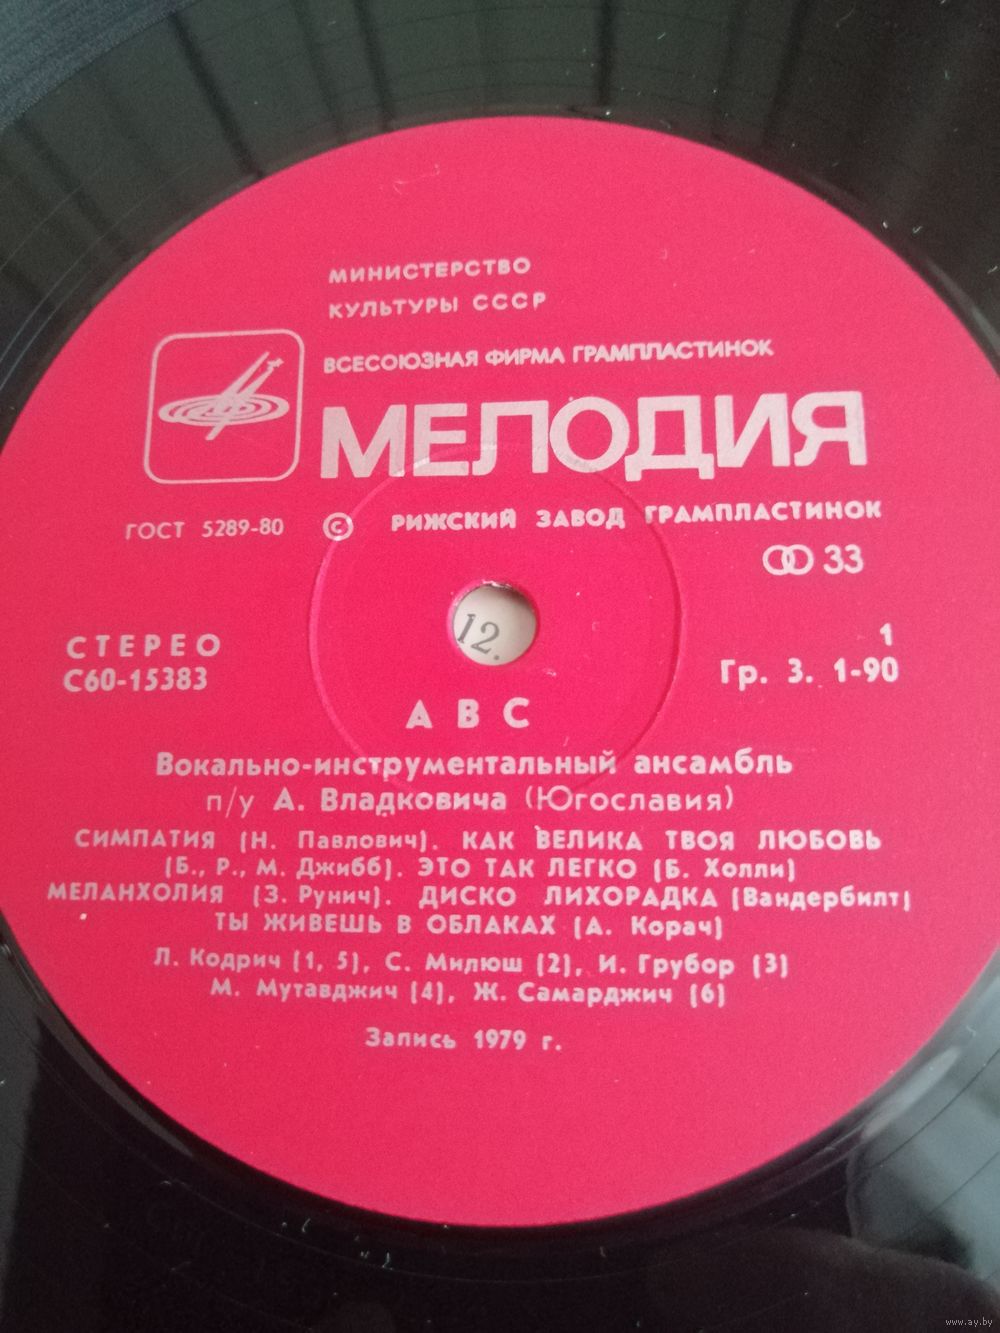 МИНИСТЕРСТВО
КУЛЬТУРЫ СССР
ВСЕСОЮЗНАЯ ФИРМА ГРАМПЛАСТИНОК
МЕЛОДИЯ
ГОСТ 5289-80 © РИЖСКИЙ ЗАВОД ГРАМПЛАСТИНОК
33
12.
СТЕРЕО 1
С60-15383 Гр. 3. 1-90
А В С
Вокально-инструментальный ансамбль
п/у А. Владковича (Югославия)
СИМПАТИЯ (Н. Павлович). КАК ВЕЛИКА ТВОЯ ЛЮБОВЬ
(Б., Р., М. Джибб). ЭТО ТАК ЛЕГКО (Б. Холли)
МЕЛАНХОЛИЯ (З. Рунич). ДИСКО ЛИХОРАДКА (Вандербилт)
ТЫ ЖИВЕШЬ В ОБЛАКАХ (А. Корач)
Л. Кодрич (1, 5), С. Милюш (2), И. Грубор (3)
М. Мутавджич (4), Ж. Самарджич (6)
Запись 1979 г.
www.ay.by